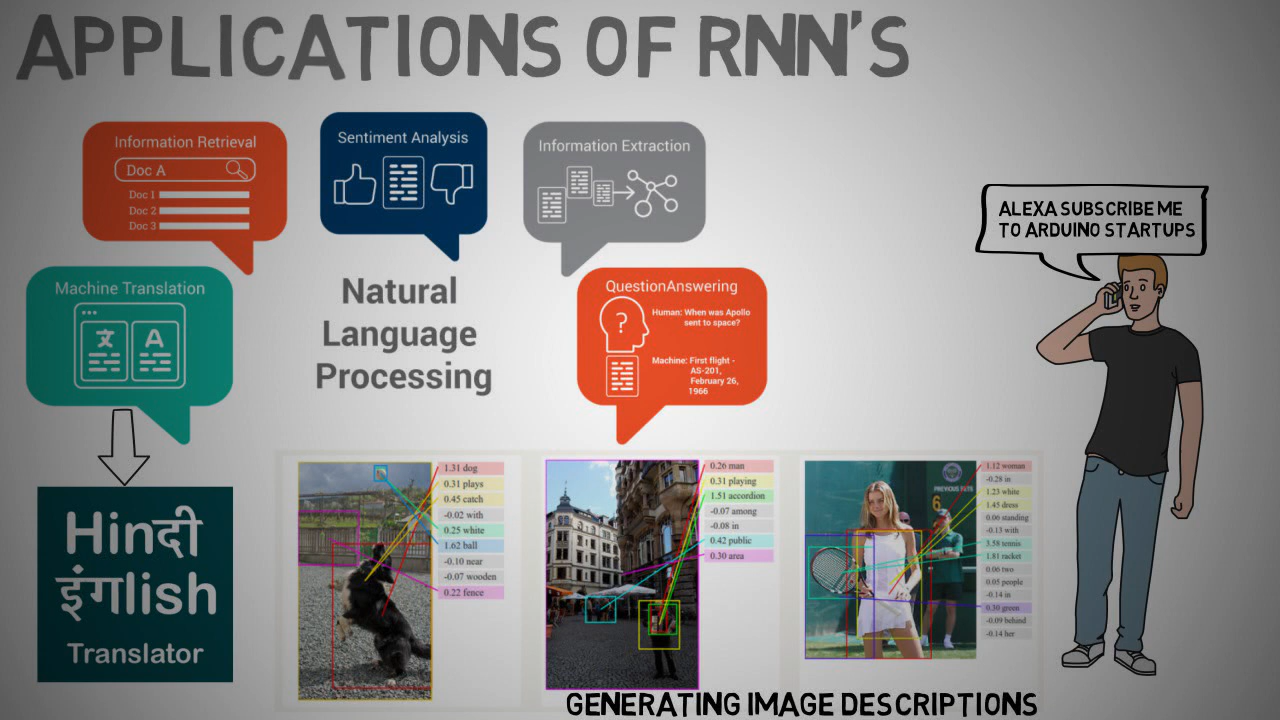 APPLICATIONS OF RNN'S
Information Retrieval
Doc A
Doc 1
Doc 2
Doc 3
Sentiment Analysis
Information Extraction
ALEXA SUBSCRIBE ME
TO ARDUINO STARTUPS
Machine Translation
文 A
Natural
Language
Processing
QuestionAnswering
?
Human: When was Apollo
sent to space?
Machine: First flight -
AS-201,
February 26,
1966
Hinदी
इंगlish
Translator
1.31 dog
0.31 plays
0.45 catch
-0.02 with
0.25 white
1.62 ball
-0.10 near
-0.07 wooden
0.22 fence
0.26 man
0.31 playing
1.51 accordion
-0.07 among
-0.08 in
0.42 public
0.30 area
6
1.12 woman
-0.28 in
1.23 white
1.45 dress
0.06 standing
-0.13 with
3.58 tennis
1.81 racket
0.06 two
0.05 people
-0.14 in
0.30 green
-0.09 behind
-0.14 her
GENERATING IMAGE DESCRIPTIONS